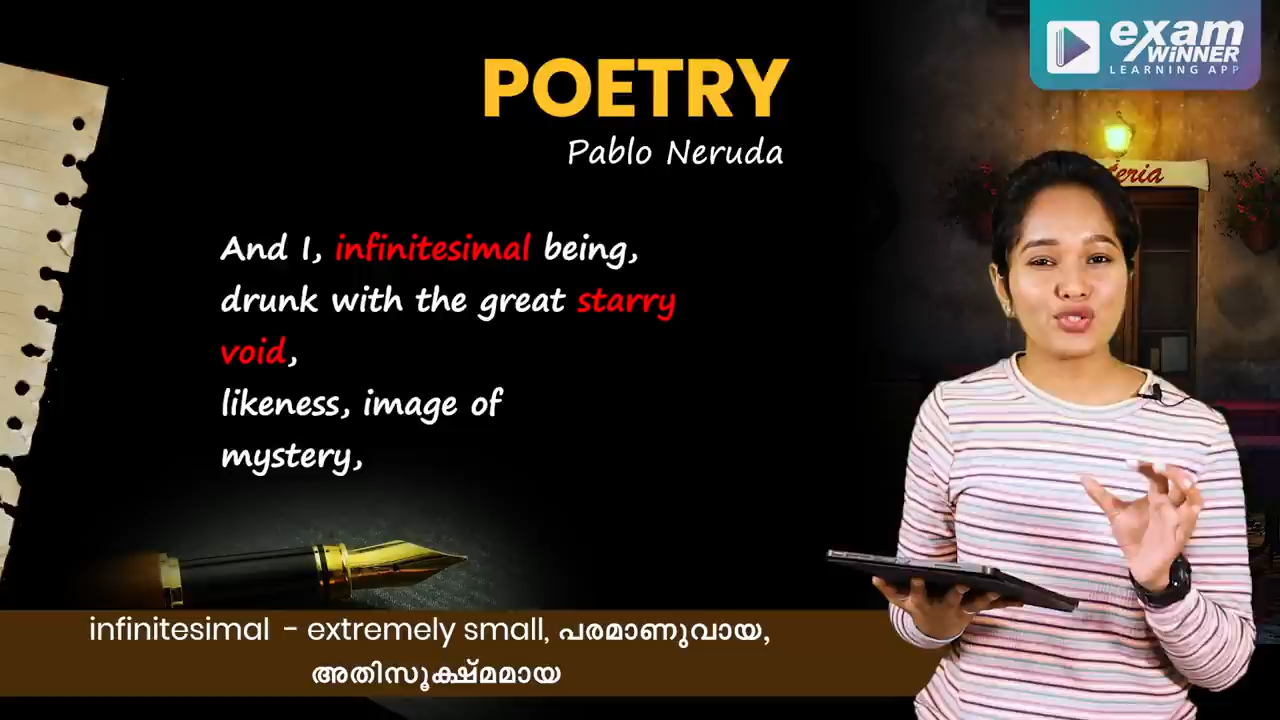 exam
WiNNER
LEARNING APP
POETRY
Pablo Neruda
And I, infinitesimal being,
drunk with the great starry
void,
likeness, image of
mystery,
infinitesimal - extremely small, പരമാണുവായ,
അതിസൂക്ഷ്മമായ